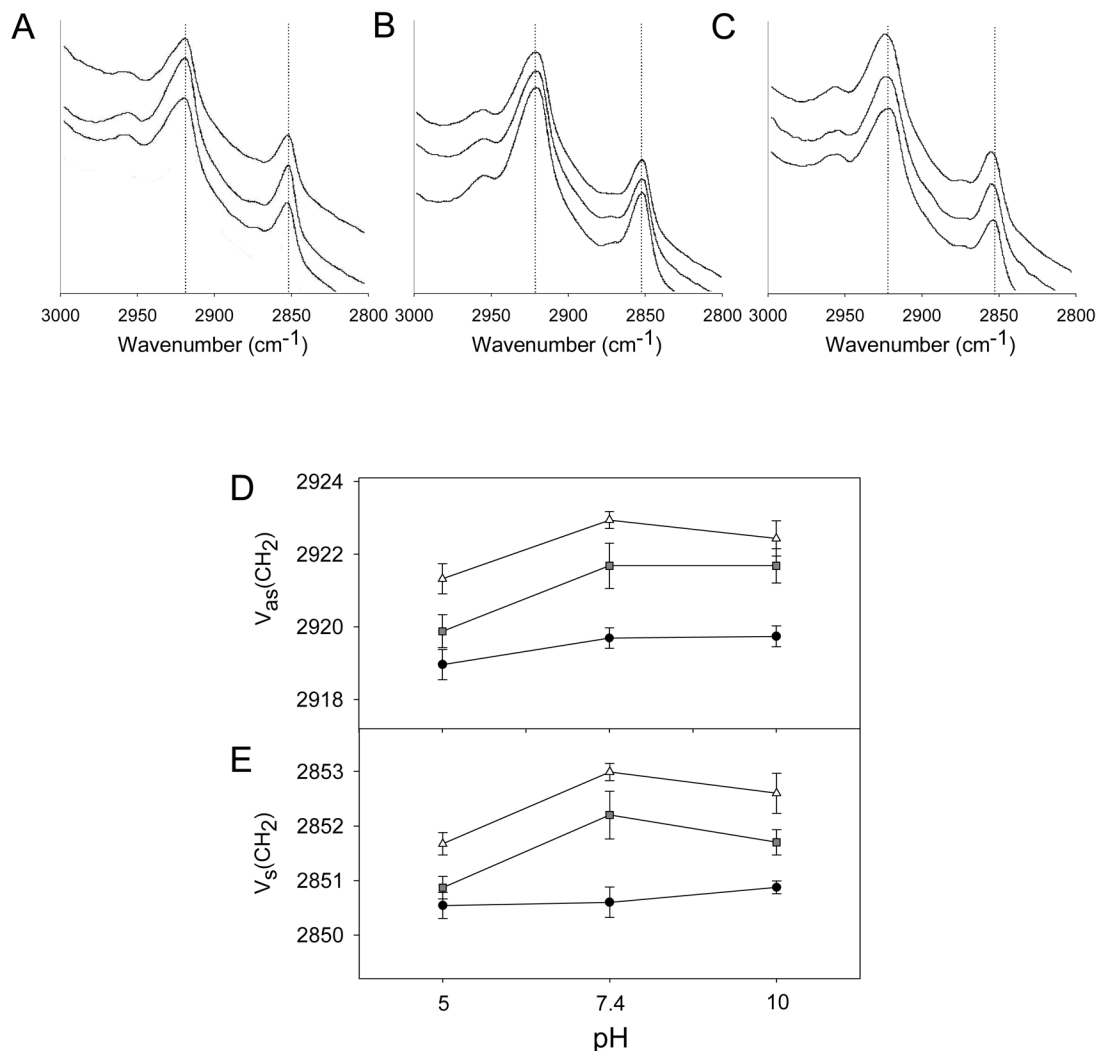 A B C
3000 2950 2900 2850 2800
Wavenumber (cm-1)
3000 2950 2900 2850 2800
Wavenumber (cm-1)
3000 2950 2900 2850 2800
Wavenumber (cm-1)
D
Vas(CH2)
2924
2922
2920
2918
E
Vs(CH2)
2853
2852
2851
2850
5 7.4 10
pH